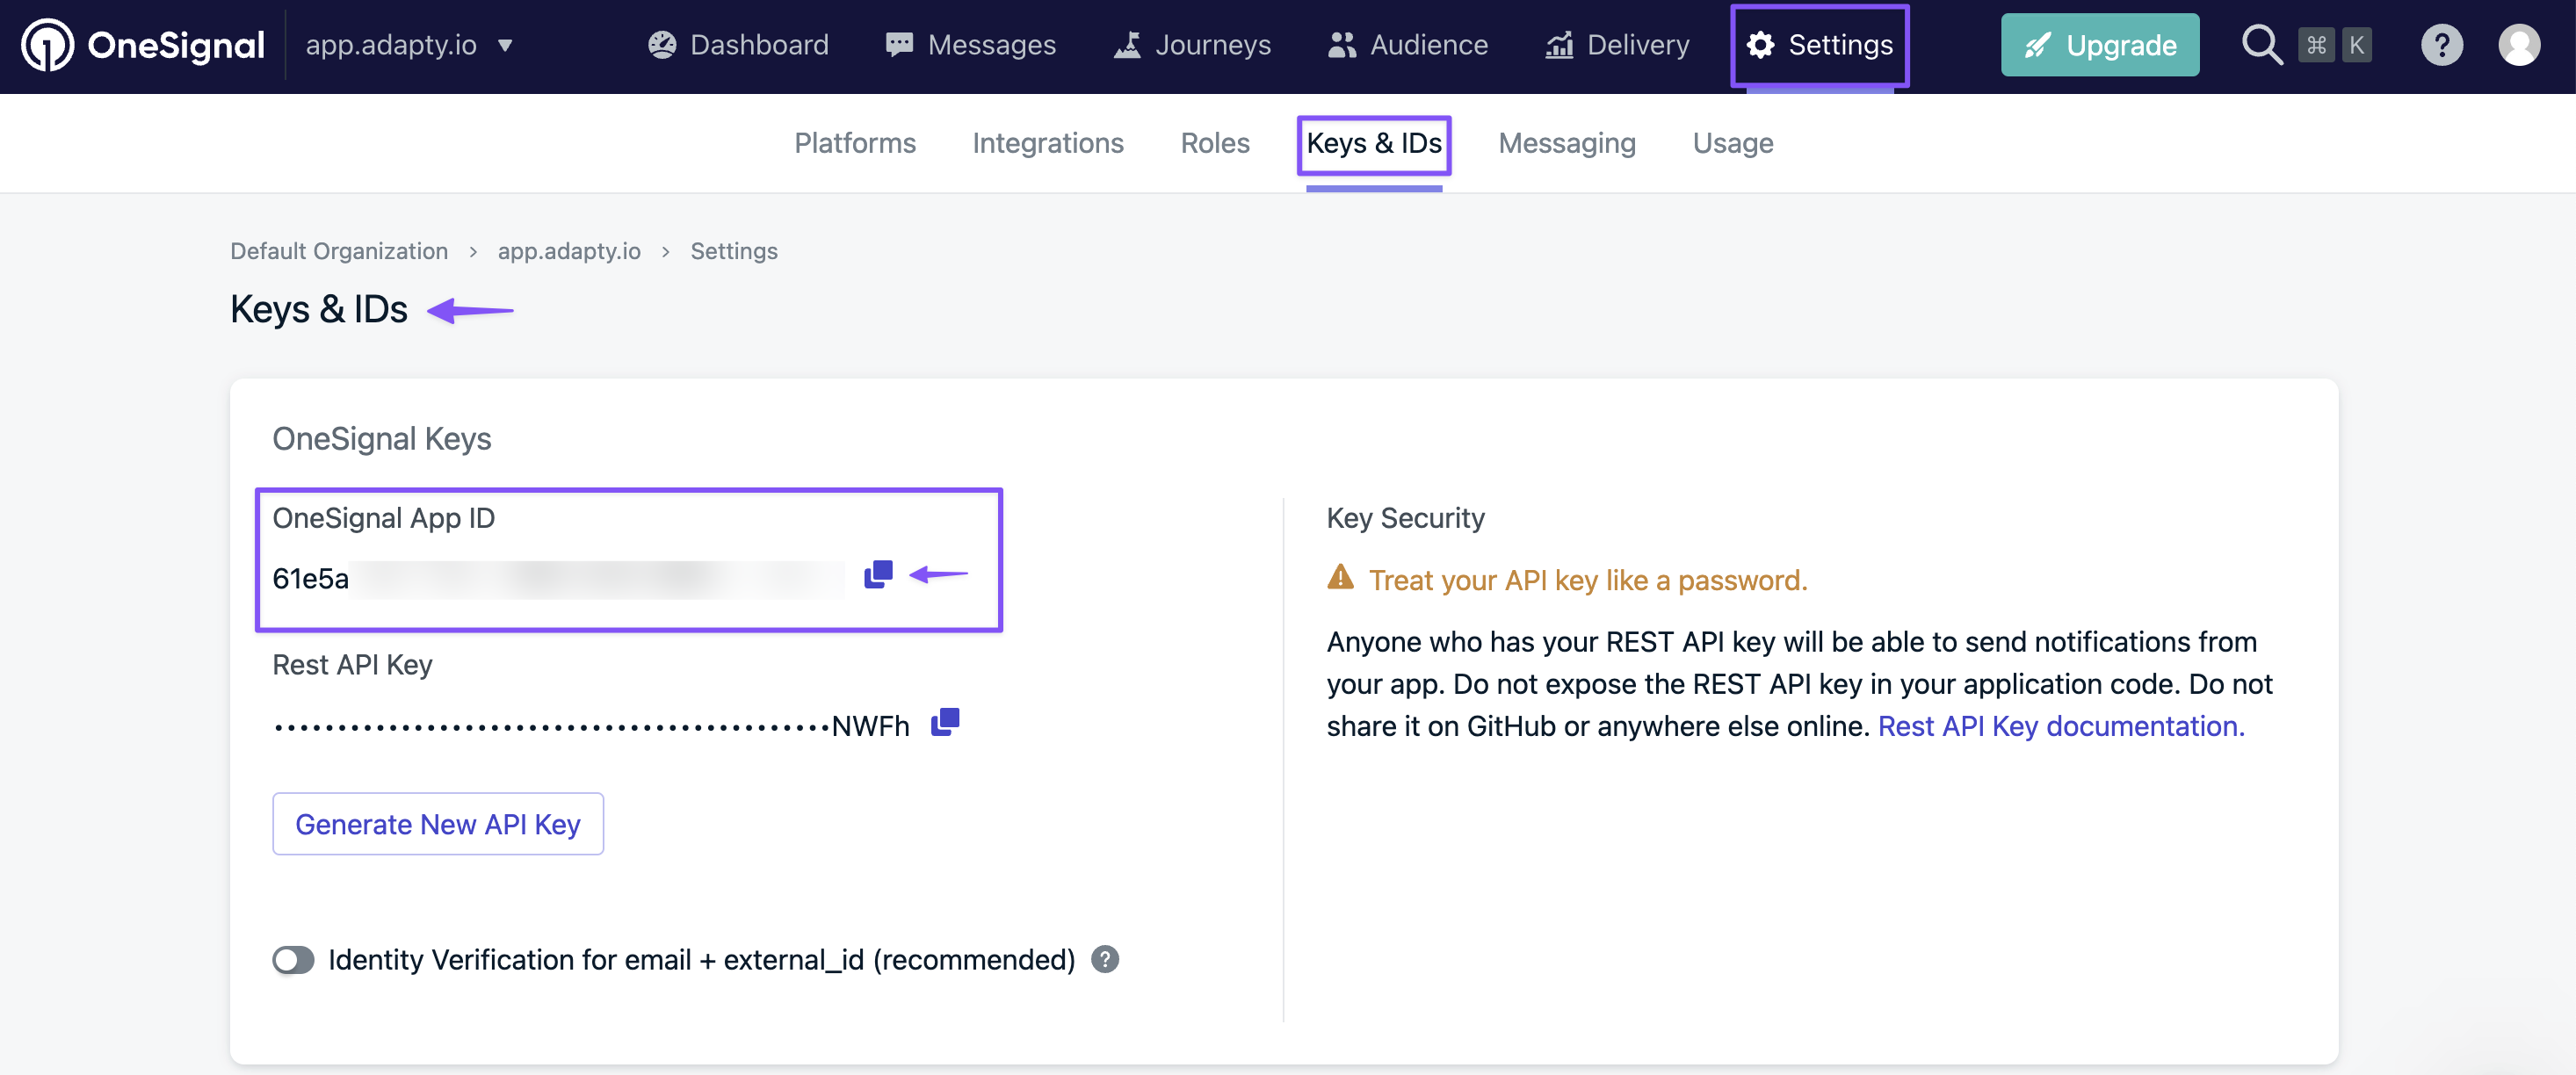 OneSignal app.adapty.io Dashboard Messages Journeys Audience Delivery Settings Upgrade ⌘ K ?
Platforms Integrations Roles Keys & IDs Messaging Usage
Default Organization > app.adapty.io > Settings
Keys & IDs
OneSignal Keys
OneSignal App ID
61e5a
Rest API Key
••••••••••••••••••••••••••••••••••••••••••••NWFh
Generate New API Key
Identity Verification for email + external_id (recommended) ?
Key Security
Treat your API key like a password.
Anyone who has your REST API key will be able to send notifications from
your app. Do not expose the REST API key in your application code. Do not
share it on GitHub or anywhere else online. Rest API Key documentation.